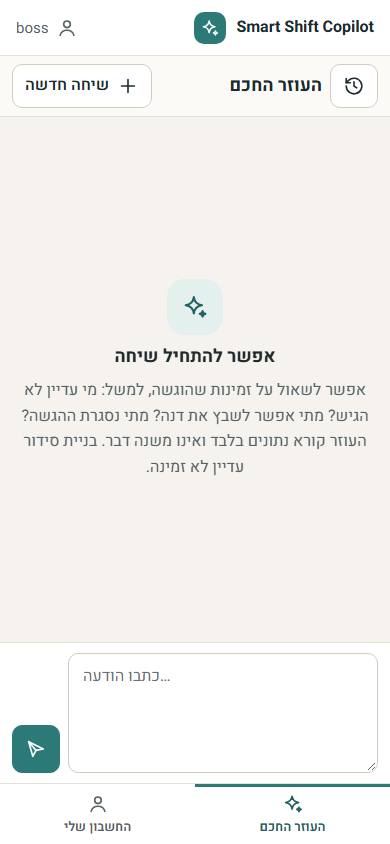 Smart Shift Copilot
boss
העוזר החכם
שיחה חדשה
אפשר להתחיל שיחה
אפשר לשאול על זמינות שהוגשה, למשל: מי עדיין לא
הגיש? מתי אפשר לשבץ את דנה? מתי נסגרת ההגשה?
העוזר קורא נתונים בלבד ואינו משנה דבר. בניית סידור
עדיין לא זמינה.
כתבו הודעה…
העוזר החכם
החשבון שלי